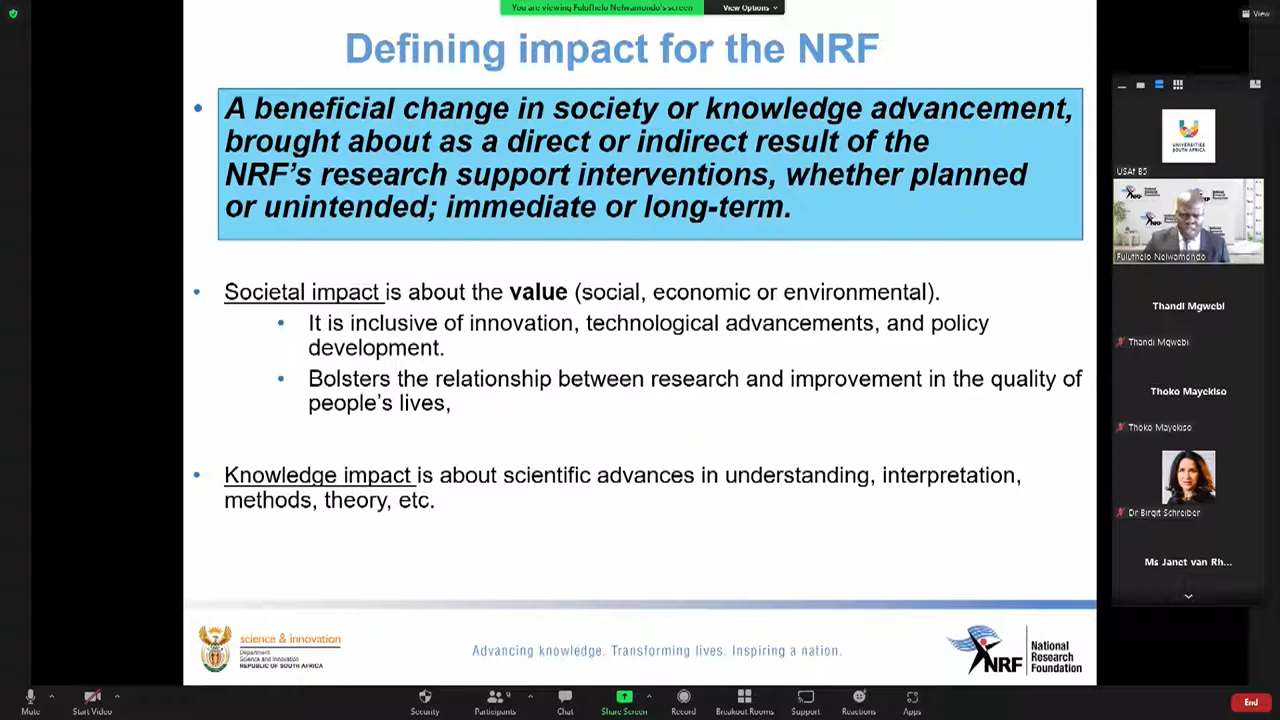 You are viewing Fulufhelo Nelwamondo's screen
View Options
View
Defining impact for the NRF
A beneficial change in society or knowledge advancement,
brought about as a direct or indirect result of the
NRF's research support interventions, whether planned
or unintended; immediate or long-term.
Societal impact is about the value (social, economic or environmental).
It is inclusive of innovation, technological advancements, and policy
development.
Bolsters the relationship between research and improvement in the quality of
people's lives,
Knowledge impact is about scientific advances in understanding, interpretation,
methods, theory, etc.
science & innovation
Department
Science and Innovation
REPUBLIC OF SOUTH AFRICA
Advancing knowledge. Transforming lives. Inspiring a nation.
NRF
National
Research
Foundation
UNIVERSITIES
SOUTH AFRICA
USAf B5
Fulufhelo Nelwamondo
Thandi Mgwebi
Thandi Mgwebi
Thoko Mayekiso
Thoko Mayekiso
Dr Birgit Schreiber
Ms Janet van Rh...
Mute
Start Video
Security
Participants
9
Chat
Share Screen
Record
Breakout Rooms
Support
Reactions
Apps
End